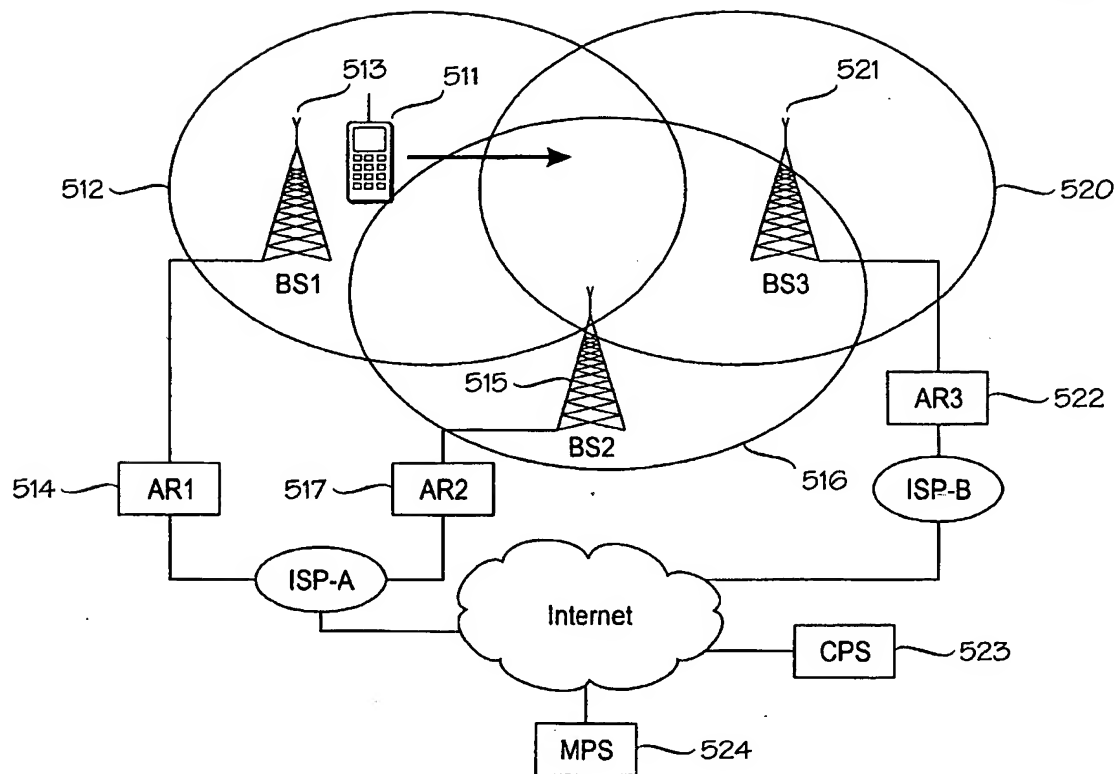 513
511
521
512
520
BS1
BS3
515
BS2
AR3
522
514
AR1
517
AR2
516
ISP-B
ISP-A
Internet
CPS
523
MPS
524